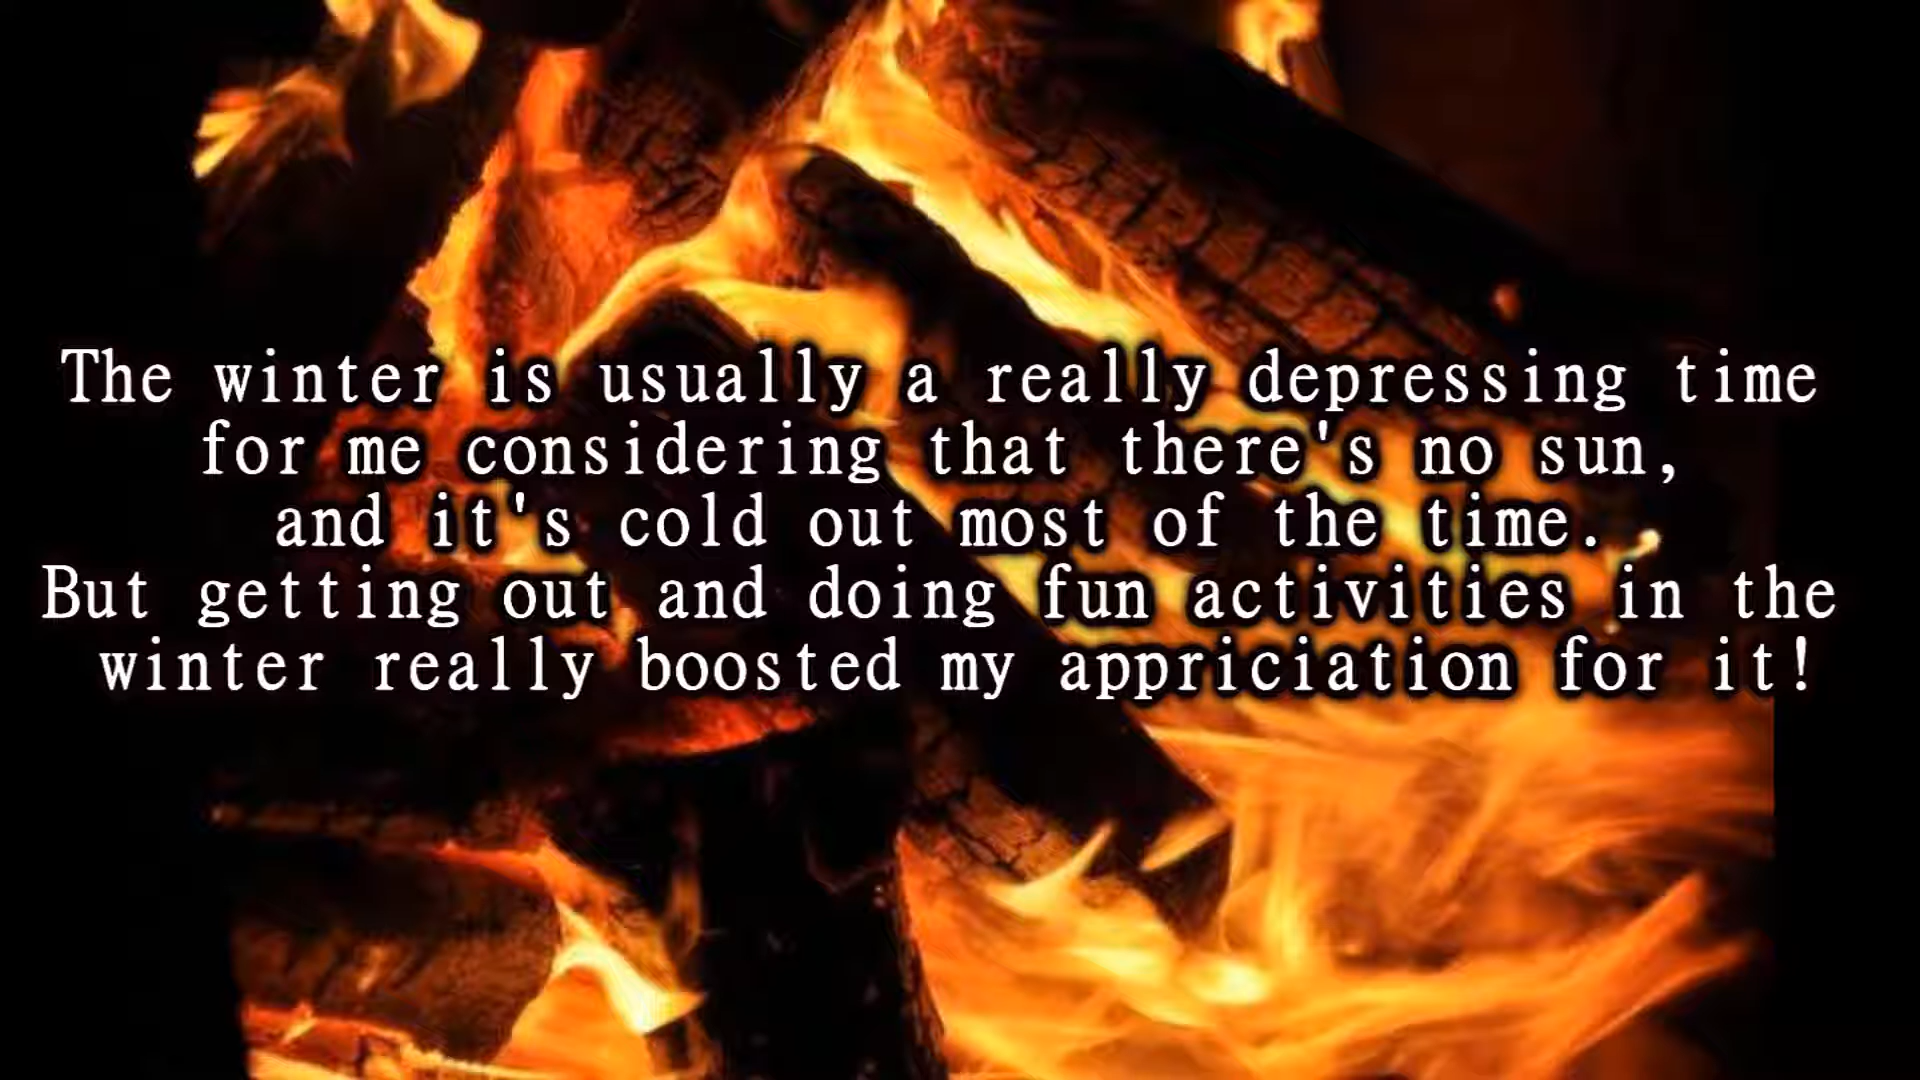 The winter is usually a really depressing time
for me considering that there's no sun,
and it's cold out most of the time.
But getting out and doing fun activities in the
winter really boosted my appriciation for it!